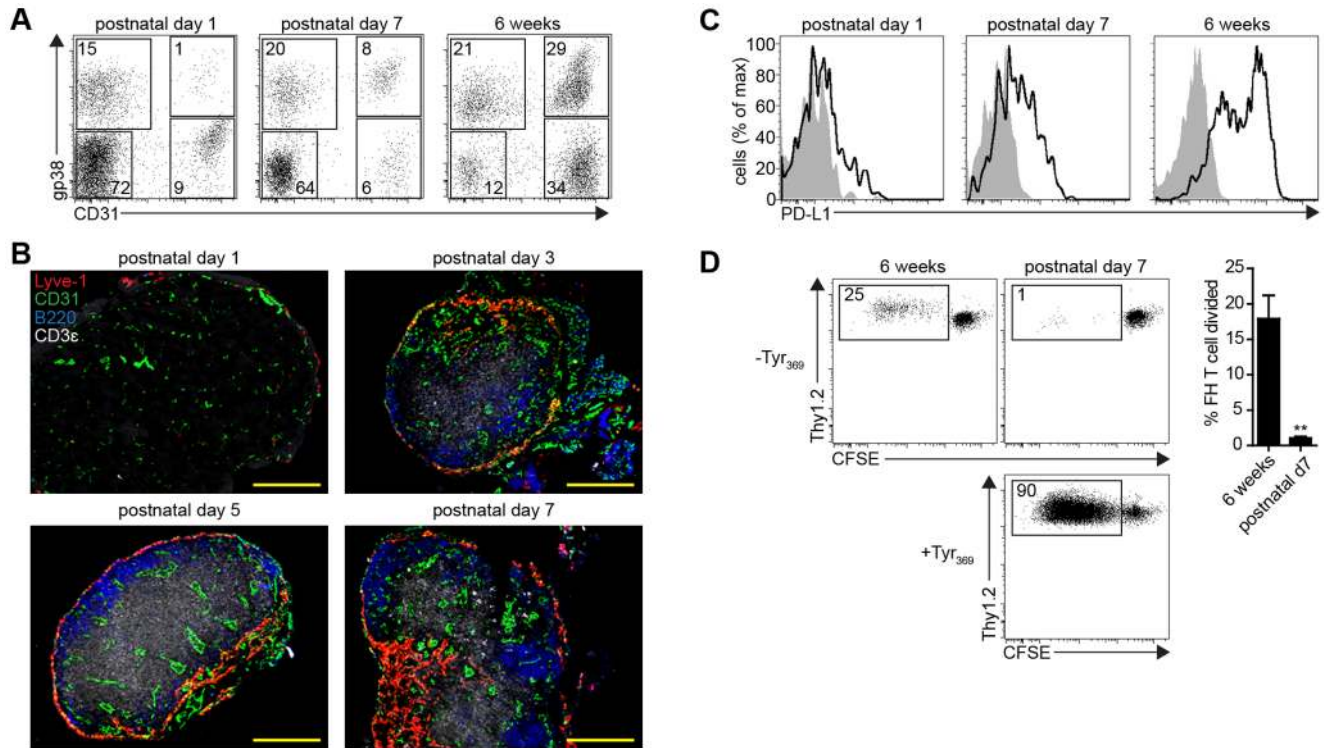 A
postnatal day 1
postnatal day 7
6 weeks
15
1
20
8
21
29
72
9
64
6
12
34
gp38
CD31
B
postnatal day 1
postnatal day 3
Lyve-1
CD31
B220
CD3ε
postnatal day 5
postnatal day 7
C
postnatal day 1
postnatal day 7
6 weeks
cells (% of max)
100
80
60
40
20
0
PD-L1
D
6 weeks
postnatal day 7
25
1
-Tyr369
Thy1.2
CFSE
90
+Tyr369
Thy1.2
CFSE
% FH T cell divided
25
20
15
10
5
0
**
6 weeks
postnatal d7